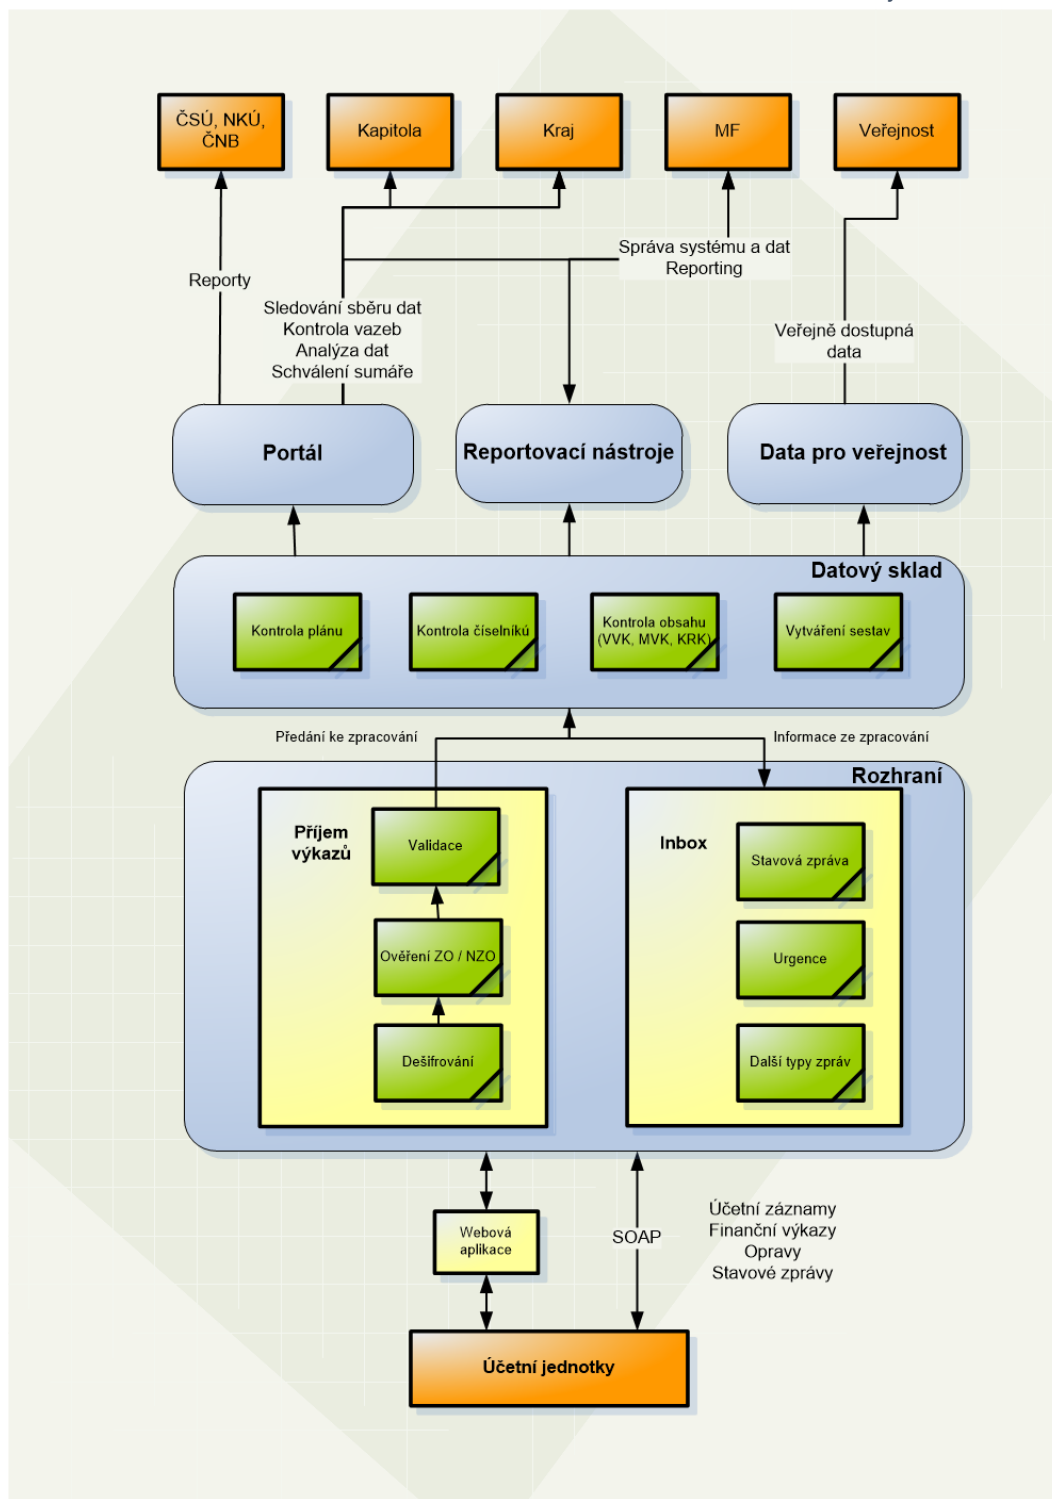 ČSÚ, NKÚ,
ČNB
Kapitola
Kraj
MF
Veřejnost
Správa systému a dat
Reporting
Reporty
Sledování sběru dat
Kontrola vazeb
Analýza dat
Schválení sumáře
Veřejně dostupná
data
Portál
Reportovací nástroje
Data pro veřejnost
Datový sklad
Kontrola plánu
Kontrola číselníků
Kontrola obsahu
(VVK, MVK, KRK)
Vytváření sestav
Předání ke zpracování
Informace ze zpracování
Rozhraní
Příjem
výkazů
Validace
Ověření ZO / NZO
Dešifrování
Inbox
Stavová zpráva
Urgence
Další typy zpráv
Webová
aplikace
SOAP
Účetní záznamy
Finanční výkazy
Opravy
Stavové zprávy
Účetní jednotky